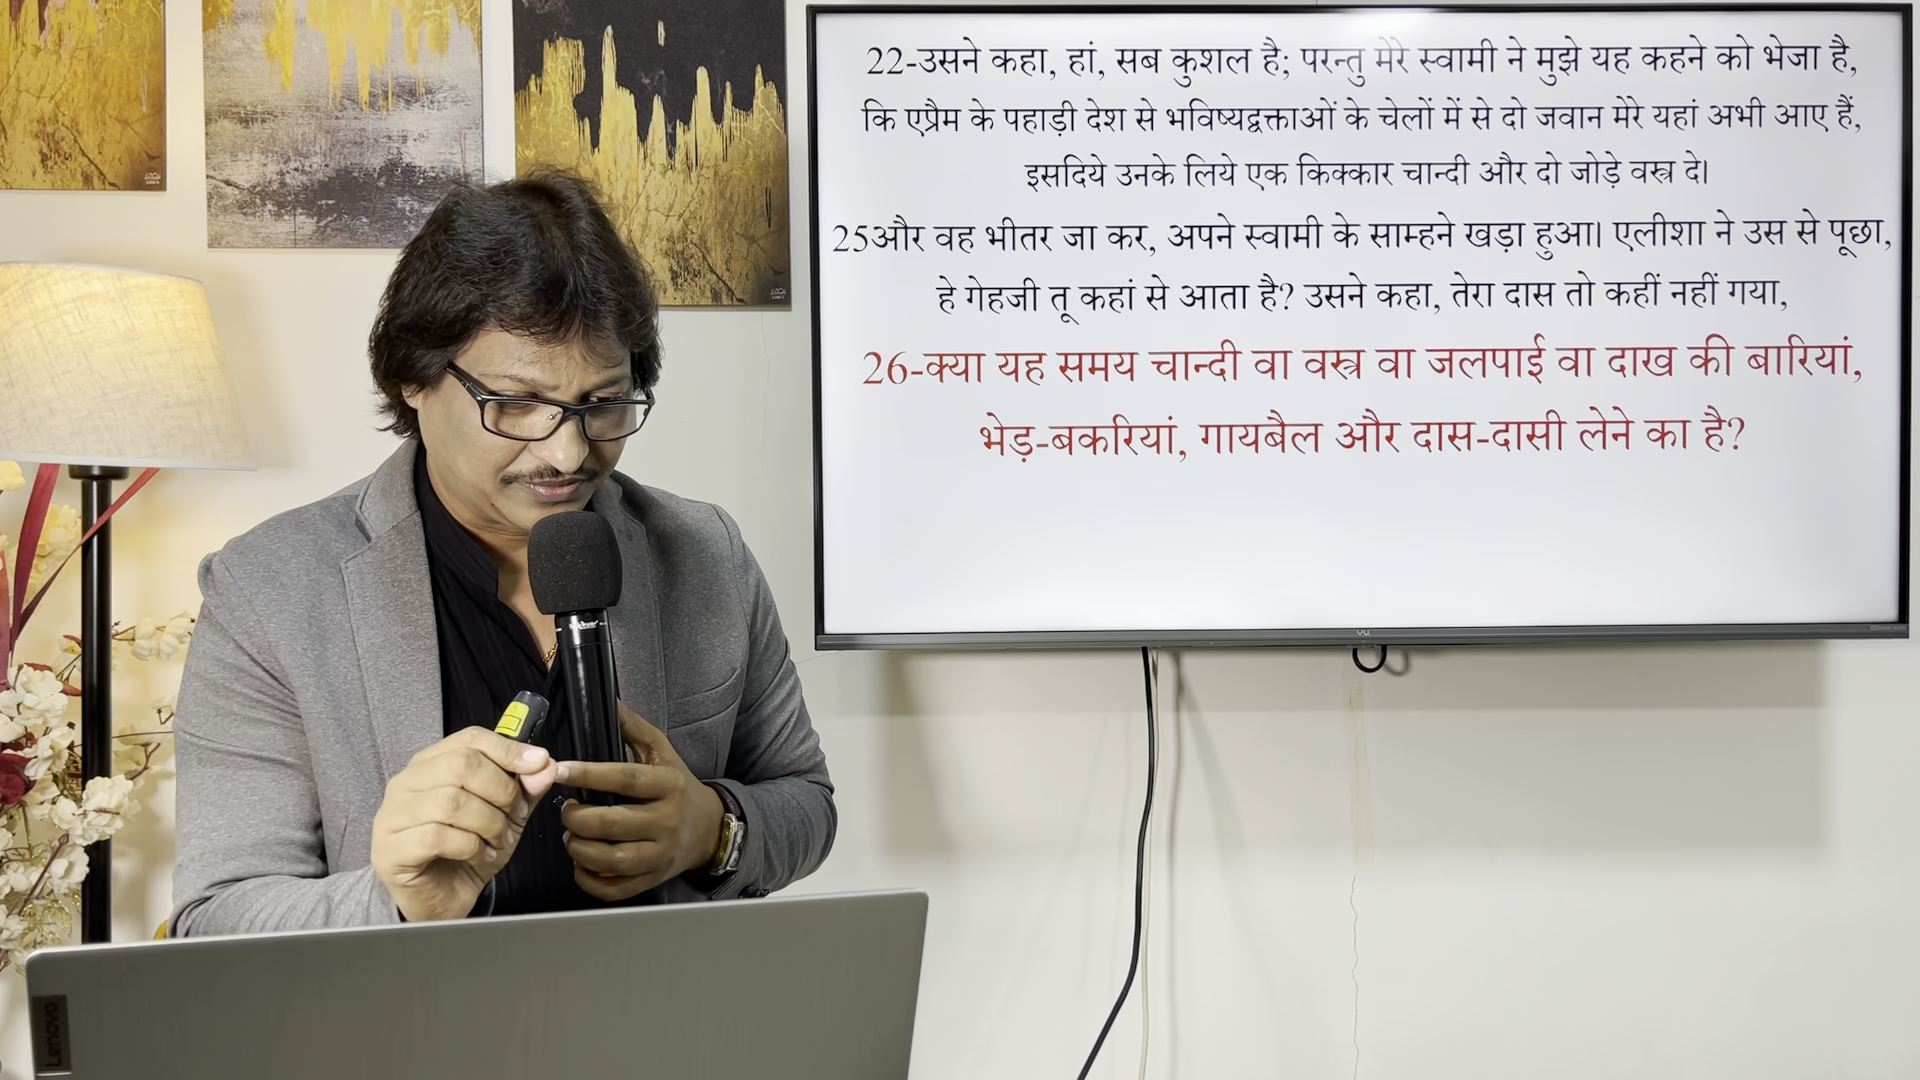 22-उसने कहा, हां, सब कुशल है; परन्तु मेरे स्वामी ने मुझे यह कहने को भेजा है,
कि एप्रैम के पहाड़ी देश से भविष्यद्वक्ताओं के चेलों में से दो जवान मेरे यहां अभी आए हैं,
इसदिये उनके लिये एक किक्कार चान्दी और दो जोड़े वस्त्र दे।
25और वह भीतर जा कर, अपने स्वामी के साम्हने खड़ा हुआ। एलीशा ने उस से पूछा,
हे गेहजी तू कहां से आता है? उसने कहा, तेरा दास तो कहीं नहीं गया,
26-क्या यह समय चान्दी वा वस्त्र वा जलपाई वा दाख की बारियां,
भेड़-बकरियां, गायबैल और दास-दासी लेने का है?
Lenovo